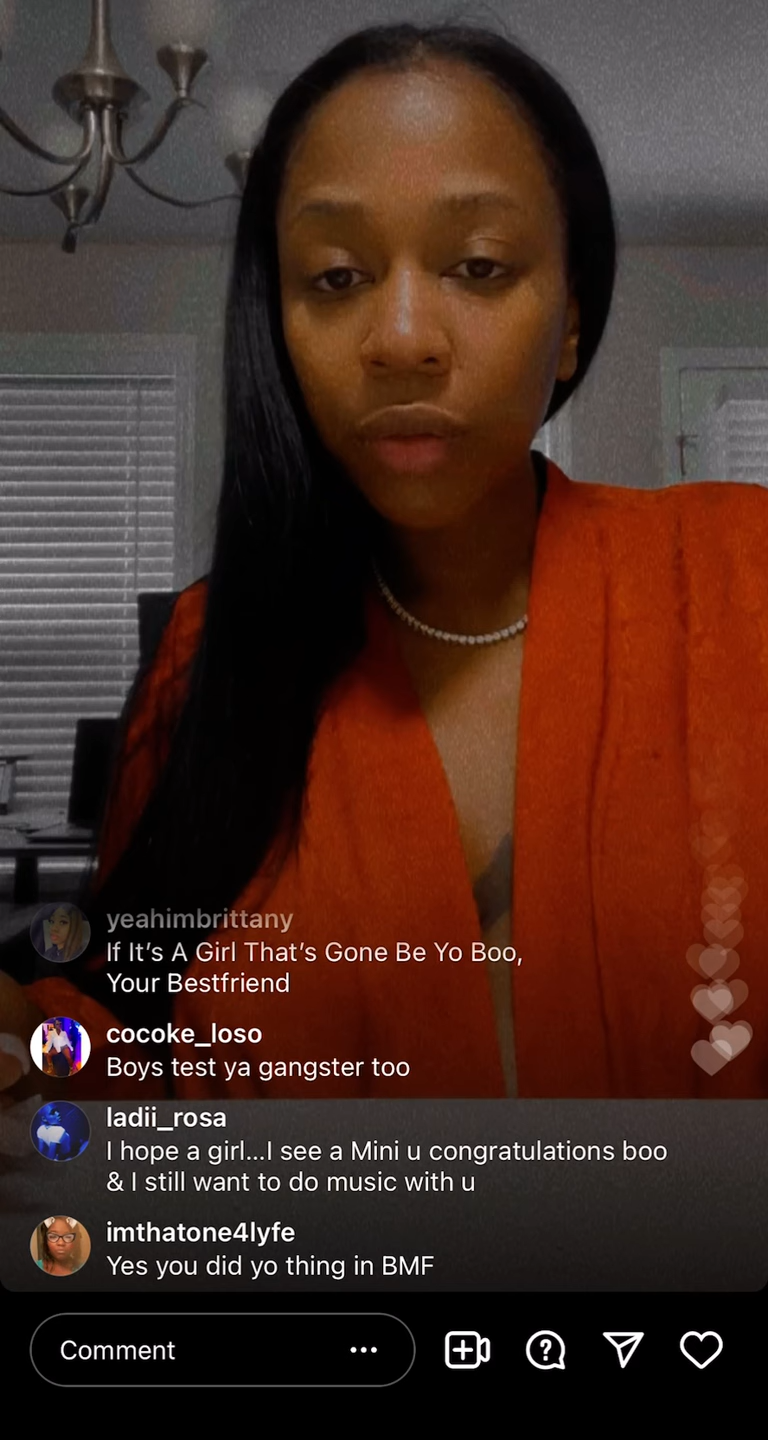 yeahimbrittany
If It’s A Girl That’s Gone Be Yo Boo,
Your Bestfriend
cocoke_loso
Boys test ya gangster too
ladii_rosa
I hope a girl...I see a Mini u congratulations boo
& I still want to do music with u
imthatone4lyfe
Yes you did yo thing in BMF
Comment